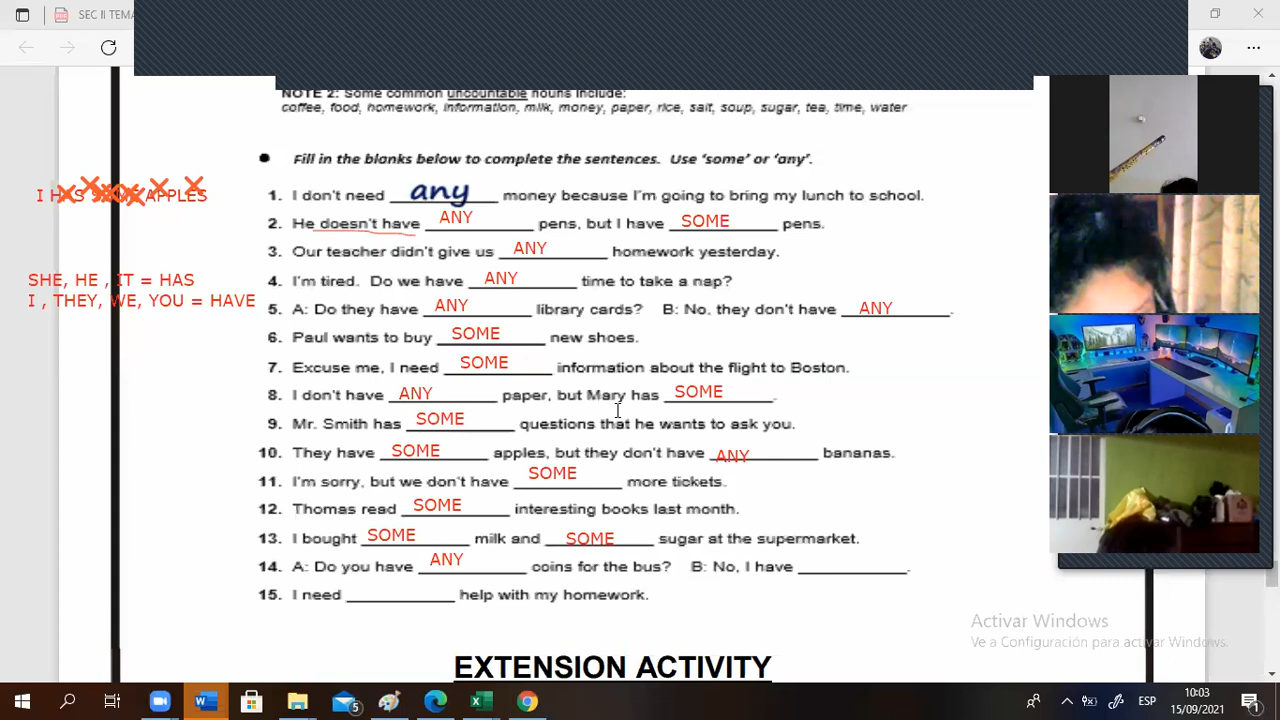 SEC II TEMA
NOTE 2: Some common uncountable nouns include:
coffee, food, homework, information, milk, money, paper, rice, salt, soup, sugar, tea, time, water
Fill in the blanks below to complete the sentences. Use 'some' or 'any'.
1. I don't need any money because I'm going to bring my lunch to school.
2. He doesn't have ANY pens, but I have SOME pens.
3. Our teacher didn't give us ANY homework yesterday.
4. I'm tired. Do we have ANY time to take a nap?
5. A: Do they have ANY library cards? B: No, they don't have ANY.
6. Paul wants to buy SOME new shoes.
7. Excuse me, I need SOME information about the flight to Boston.
8. I don't have ANY paper, but Mary has SOME.
9. Mr. Smith has SOME questions that he wants to ask you.
10. They have SOME apples, but they don't have ANY bananas.
11. I'm sorry, but we don't have SOME more tickets.
12. Thomas read SOME interesting books last month.
13. I bought SOME milk and SOME sugar at the supermarket.
14. A: Do you have ANY coins for the bus? B: No, I have ____________.
15. I need ____________ help with my homework.
EXTENSION ACTIVITY
I HAS SOME APPLES
SHE, HE , IT = HAS
I , THEY, WE, YOU = HAVE
Activar Windows
Ve a Configuración para activar Windows.
5
ESP
10:03
15/09/2021
1